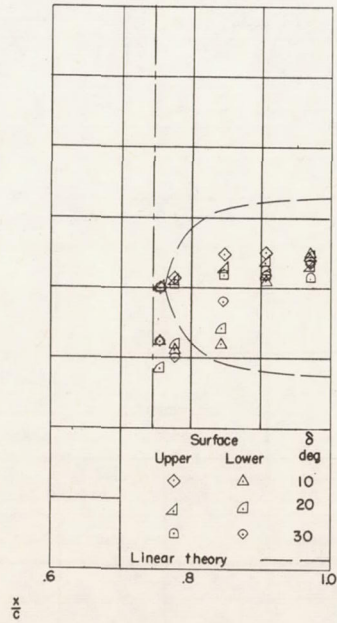 Surface δ
Upper Lower deg
10
20
30
Linear theory
.6 .8 1.0
x/c